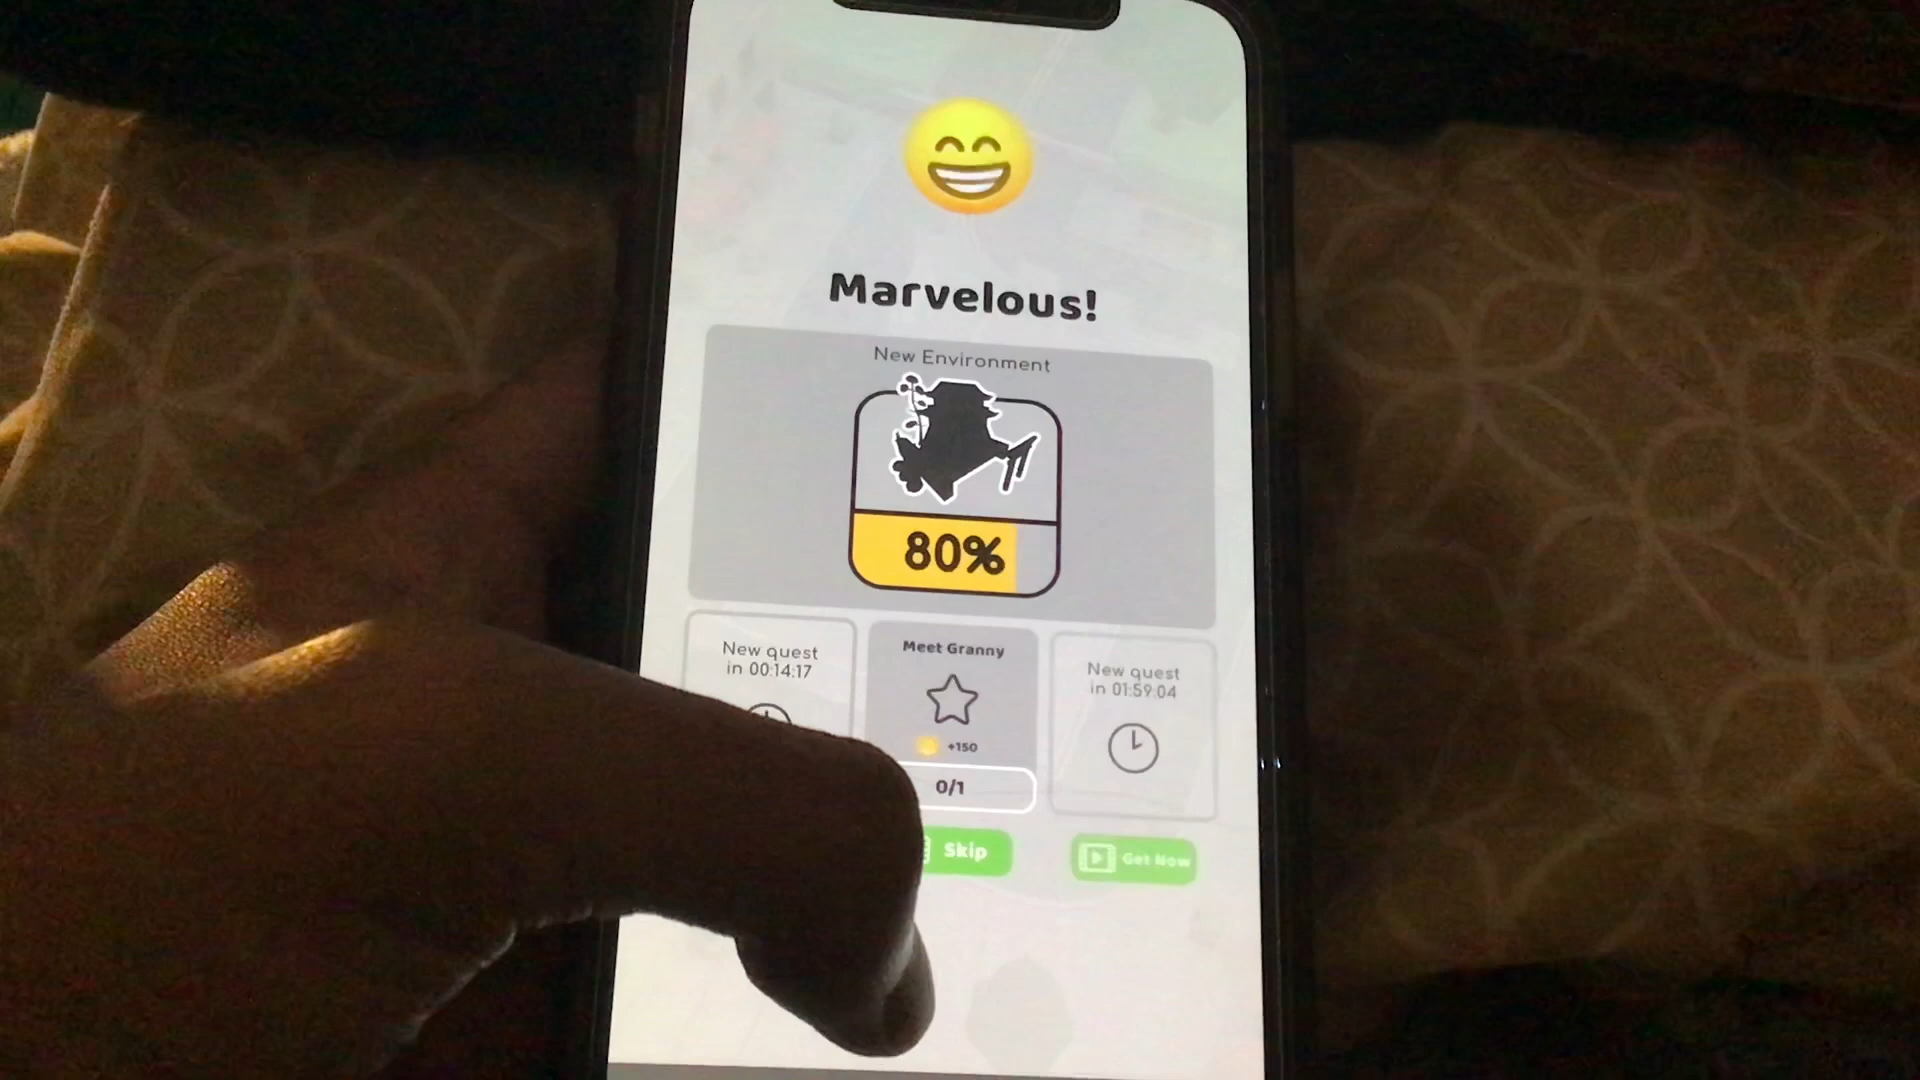 Marvelous!
New Environment
80%
New quest
in 00:14:17
Meet Granny
+150
0/1
Skip
New quest
in 01:59:04
Get Now